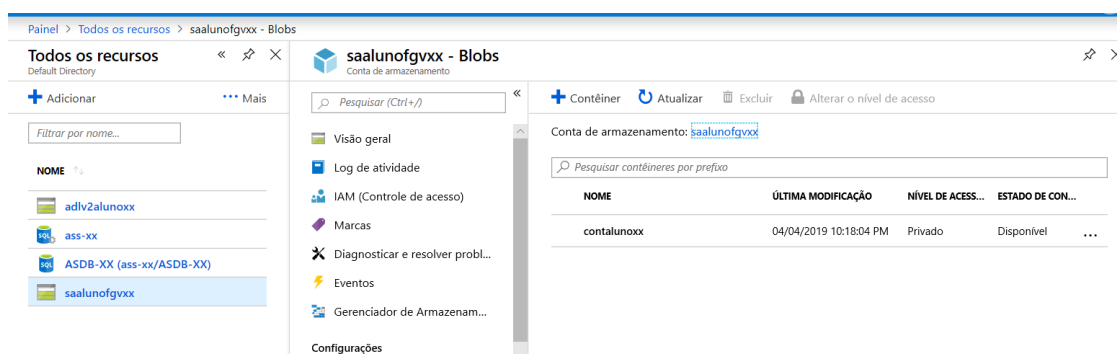 Painel > Todos os recursos > saalunofgvxx - Blobs
Todos os recursos
Default Directory
Adicionar
Mais
Filtrar por nome...
NOME
adlv2alunoxx
ass-xx
ASDB-XX (ass-xx/ASDB-XX)
saalunofgvxx
saalunofgvxx - Blobs
Conta de armazenamento
Pesquisar (Ctrl+/)
Visão geral
Log de atividade
IAM (Controle de acesso)
Marcas
Diagnosticar e resolver probl...
Eventos
Gerenciador de Armazenam...
Configurações
Contêiner Atualizar Excluir Alterar o nível de acesso
Conta de armazenamento: saalunofgvxx
Pesquisar contêineres por prefixo
NOME ÚLTIMA MODIFICAÇÃO NÍVEL DE ACESS... ESTADO DE CON...
contalunoxx 04/04/2019 10:18:04 PM Privado Disponível ...